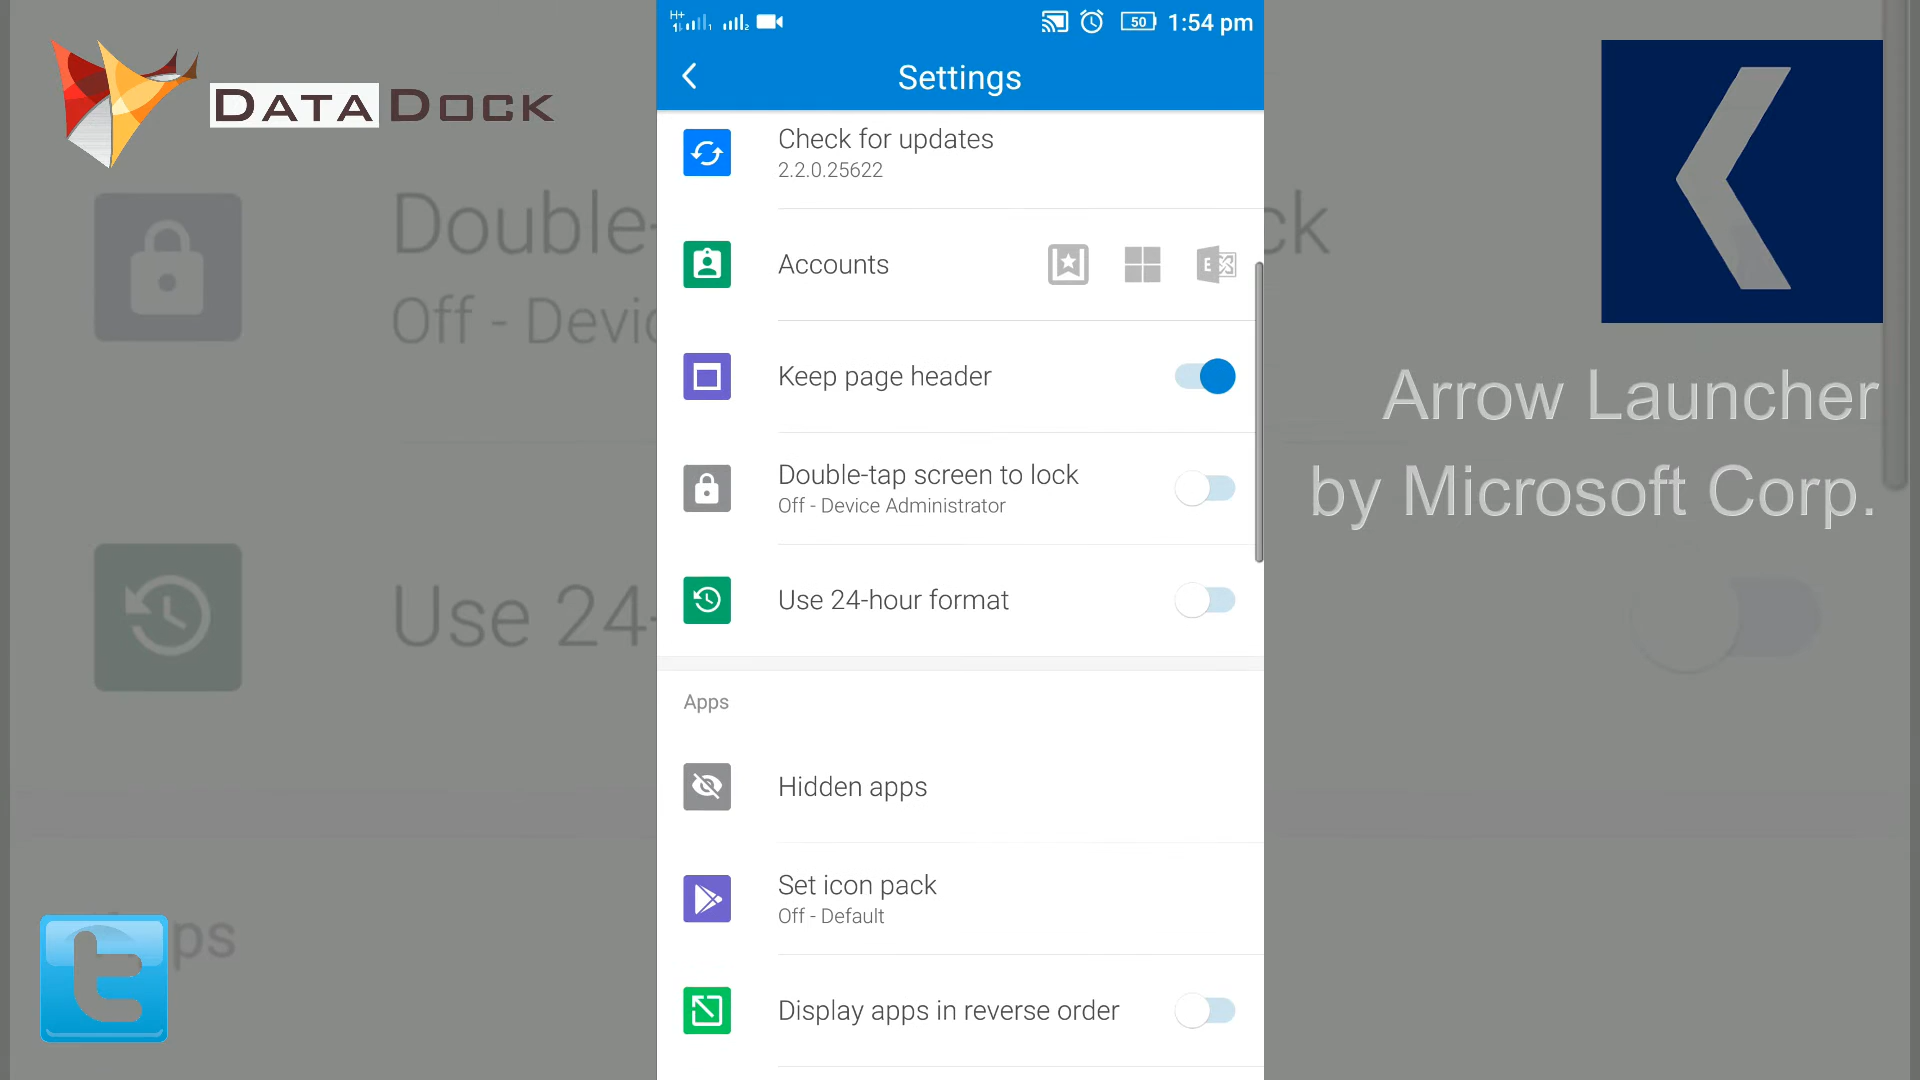 H+
50 1:54 pm
Settings
DATA DOCK
Check for updates
2.2.0.25622
Accounts
Keep page header
Double-tap screen to lock
Off - Device Administrator
Use 24-hour format
Apps
Hidden apps
Set icon pack
Off - Default
Display apps in reverse order
Arrow Launcher
by Microsoft Corp.
Double-
ck
Off - Devic
Use 24-
ps
t